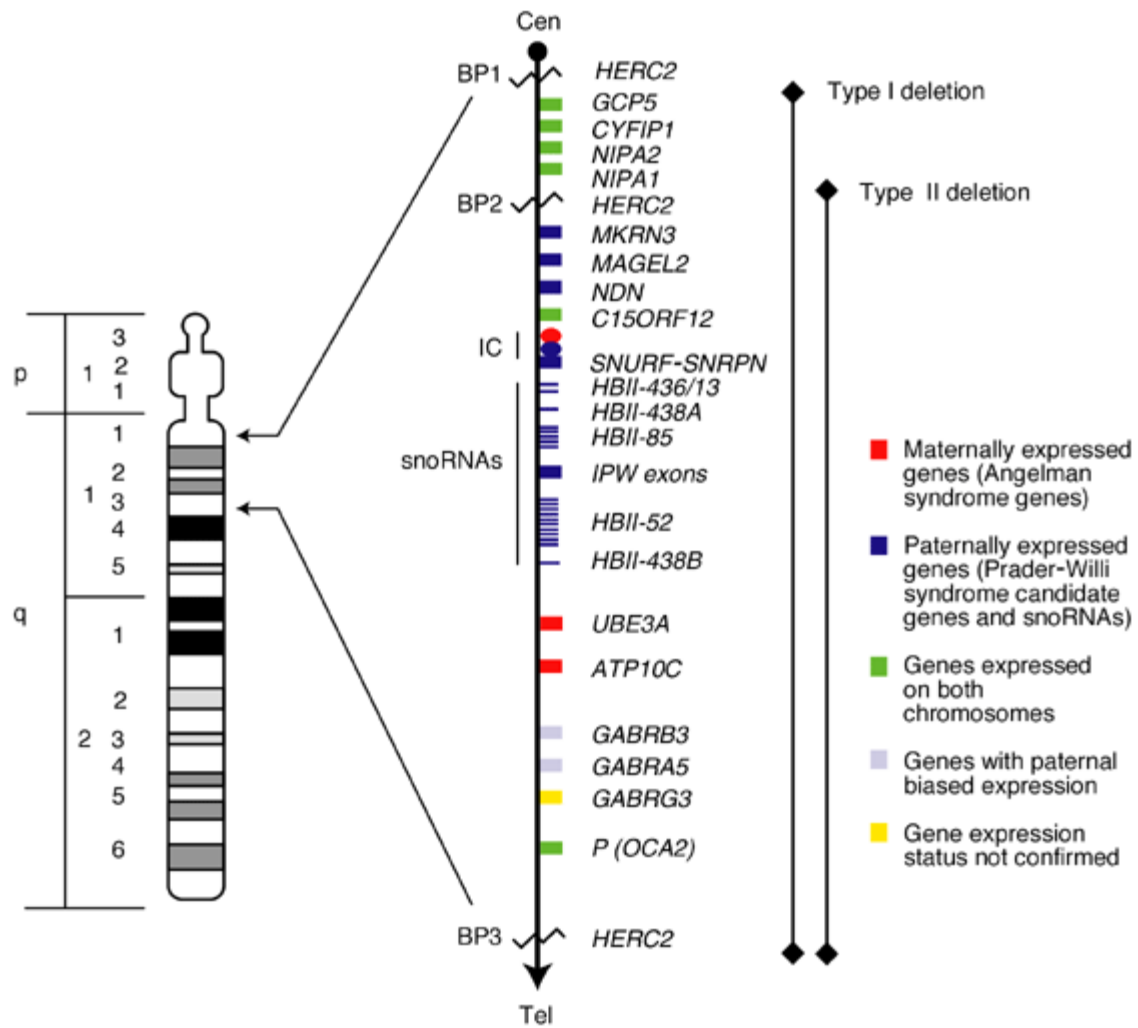 Cen
BP1
HERC2
GCP5
CYFIP1
NIPA2
NIPA1
BP2
HERC2
MKRN3
MAGEL2
NDN
C15ORF12
IC
SNURF-SNRPN
HBII-436/13
HBII-438A
HBII-85
snoRNAs
IPW exons
HBII-52
HBII-438B
UBE3A
ATP10C
GABRB3
GABRA5
GABRG3
P (OCA2)
BP3
HERC2
Tel
Type I deletion
Type II deletion
p
1
3
2
1
q
1
1
2
3
4
5
2
1
2
3
4
5
6
Maternally expressed
genes (Angelman
syndrome genes)
Paternally expressed
genes (Prader-Willi
syndrome candidate
genes and snoRNAs)
Genes expressed
on both
chromosomes
Genes with paternal
biased expression
Gene expression
status not confirmed